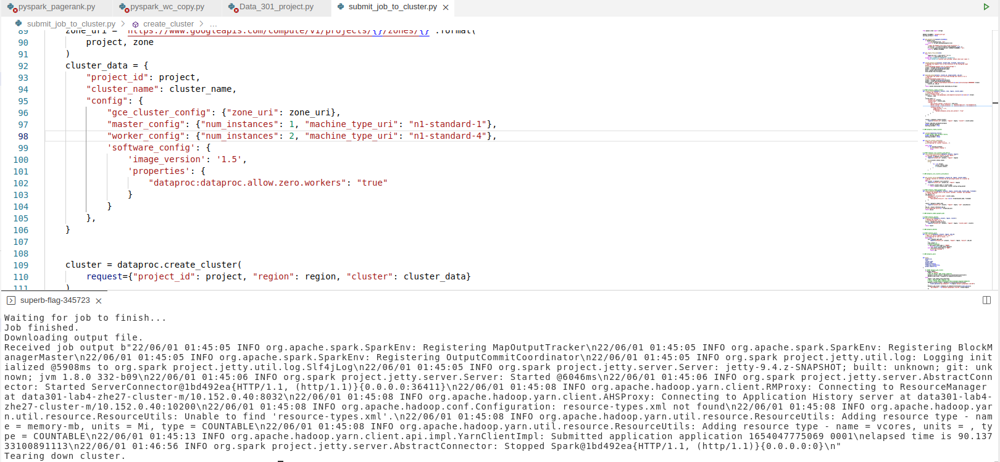 pyspark_pagerank.py pyspark_wc_copy.py Data_301_project.py submit_job_to_cluster.py ×
submit_job_to_cluster.py > create_cluster > ...
89 zone_uri = "https://www.googleapis.com/compute/v1/projects/{}/zones/{}".format(
90 project, zone
91 )
92 cluster_data = {
93 "project_id": project,
94 "cluster_name": cluster_name,
95 "config": {
96 "gce_cluster_config": {"zone_uri": zone_uri},
97 "master_config": {"num_instances": 1, "machine_type_uri": "n1-standard-1"},
98 "worker_config": {"num_instances": 2, "machine_type_uri": "n1-standard-4"},
99 'software_config': {
100 'image_version': '1.5',
101 'properties': {
102 "dataproc:dataproc.allow.zero.workers": "true"
103 }
104 }
105 },
106 }
107
108
109 cluster = dataproc.create_cluster(
110 request={"project_id": project, "region": region, "cluster": cluster_data}
111 )
superb-flag-345723 ×
Waiting for job to finish...
Job finished.
Downloading output file.
Received job output b"22/06/01 01:45:05 INFO org.apache.spark.SparkEnv: Registering MapOutputTracker\n22/06/01 01:45:05 INFO org.apache.spark.SparkEnv: Registering BlockM
anagerMaster\n22/06/01 01:45:05 INFO org.apache.spark.SparkEnv: Registering OutputCommitCoordinator\n22/06/01 01:45:05 INFO org.spark_project.jetty.util.log: Logging init
ialized @5908ms to org.spark_project.jetty.util.log.Slf4jLog\n22/06/01 01:45:05 INFO org.spark_project.jetty.server.Server: jetty-9.4.z-SNAPSHOT; built: unknown; git: unk
nown; jvm 1.8.0_332-b09\n22/06/01 01:45:06 INFO org.spark_project.jetty.server.Server: Started @6046ms\n22/06/01 01:45:06 INFO org.spark_project.jetty.server.AbstractConn
ector: Started ServerConnector@1bd492ea{HTTP/1.1, (http/1.1)}{0.0.0.0:36411}\n22/06/01 01:45:08 INFO org.apache.hadoop.yarn.client.RMProxy: Connecting to ResourceManager
at data301-lab4-zhe27-cluster-m/10.152.0.40:8032\n22/06/01 01:45:08 INFO org.apache.hadoop.yarn.client.AHSProxy: Connecting to Application History server at data301-lab4-
zhe27-cluster-m/10.152.0.40:10200\n22/06/01 01:45:08 INFO org.apache.hadoop.conf.Configuration: resource-types.xml not found\n22/06/01 01:45:08 INFO org.apache.hadoop.yar
n.util.resource.ResourceUtils: Unable to find 'resource-types.xml'.\n22/06/01 01:45:08 INFO org.apache.hadoop.yarn.util.resource.ResourceUtils: Adding resource type - nam
e = memory-mb, units = Mi, type = COUNTABLE\n22/06/01 01:45:08 INFO org.apache.hadoop.yarn.util.resource.ResourceUtils: Adding resource type - name = vcores, units = , ty
pe = COUNTABLE\n22/06/01 01:45:13 INFO org.apache.hadoop.yarn.client.api.impl.YarnClientImpl: Submitted application application_1654047775069_0001\nelapsed time is 90.137
33100891113\n22/06/01 01:46:56 INFO org.spark_project.jetty.server.AbstractConnector: Stopped Spark@1bd492ea{HTTP/1.1, (http/1.1)}{0.0.0.0:0}\n"
Tearing down cluster.